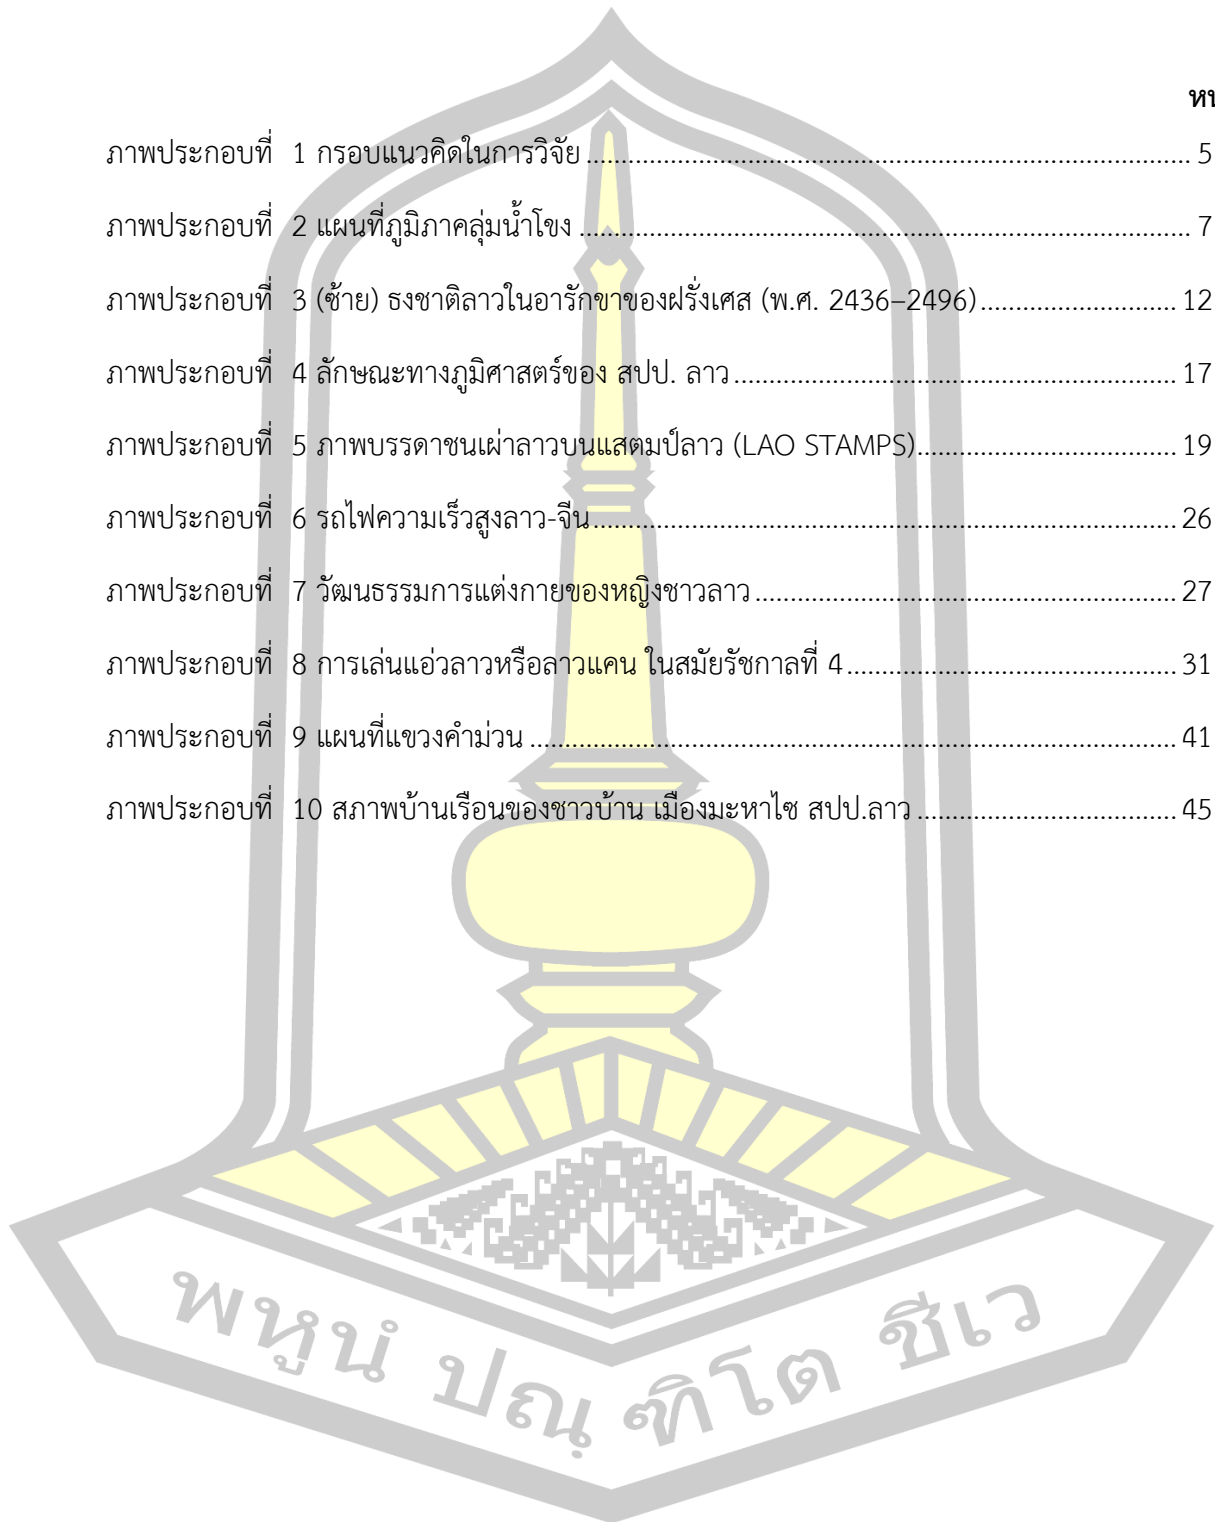 ภาพประกอบที่ 1 กรอบแนวคิดในการวิจัย ........ 5
ภาพประกอบที่ 2 แผนที่ภูมิภาคลุ่มน้ำโขง ........ 7
ภาพประกอบที่ 3 (ซ้าย) ธงชาติลาวในอารักขาของฝรั่งเศส (พ.ศ. 2436–2496) ........ 12
ภาพประกอบที่ 4 ลักษณะทางภูมิศาสตร์ของ สปป. ลาว ........ 17
ภาพประกอบที่ 5 ภาพบรรดาชนเผ่าลาวบนแสตมป์ลาว (LAO STAMPS) ........ 19
ภาพประกอบที่ 6 รถไฟความเร็วสูงลาว-จีน ........ 26
ภาพประกอบที่ 7 วัฒนธรรมการแต่งกายของหญิงชาวลาว ........ 27
ภาพประกอบที่ 8 การเล่นแอ่วลาวหรือลาวแคน ในสมัยรัชกาลที่ 4 ........ 31
ภาพประกอบที่ 9 แผนที่แขวงคำม่วน ........ 41
ภาพประกอบที่ 10 สภาพบ้านเรือนของชาวบ้าน เมืองมะหาไซ สปป.ลาว ........ 45
พหูนํ ปณฺฑิโต ชีเว